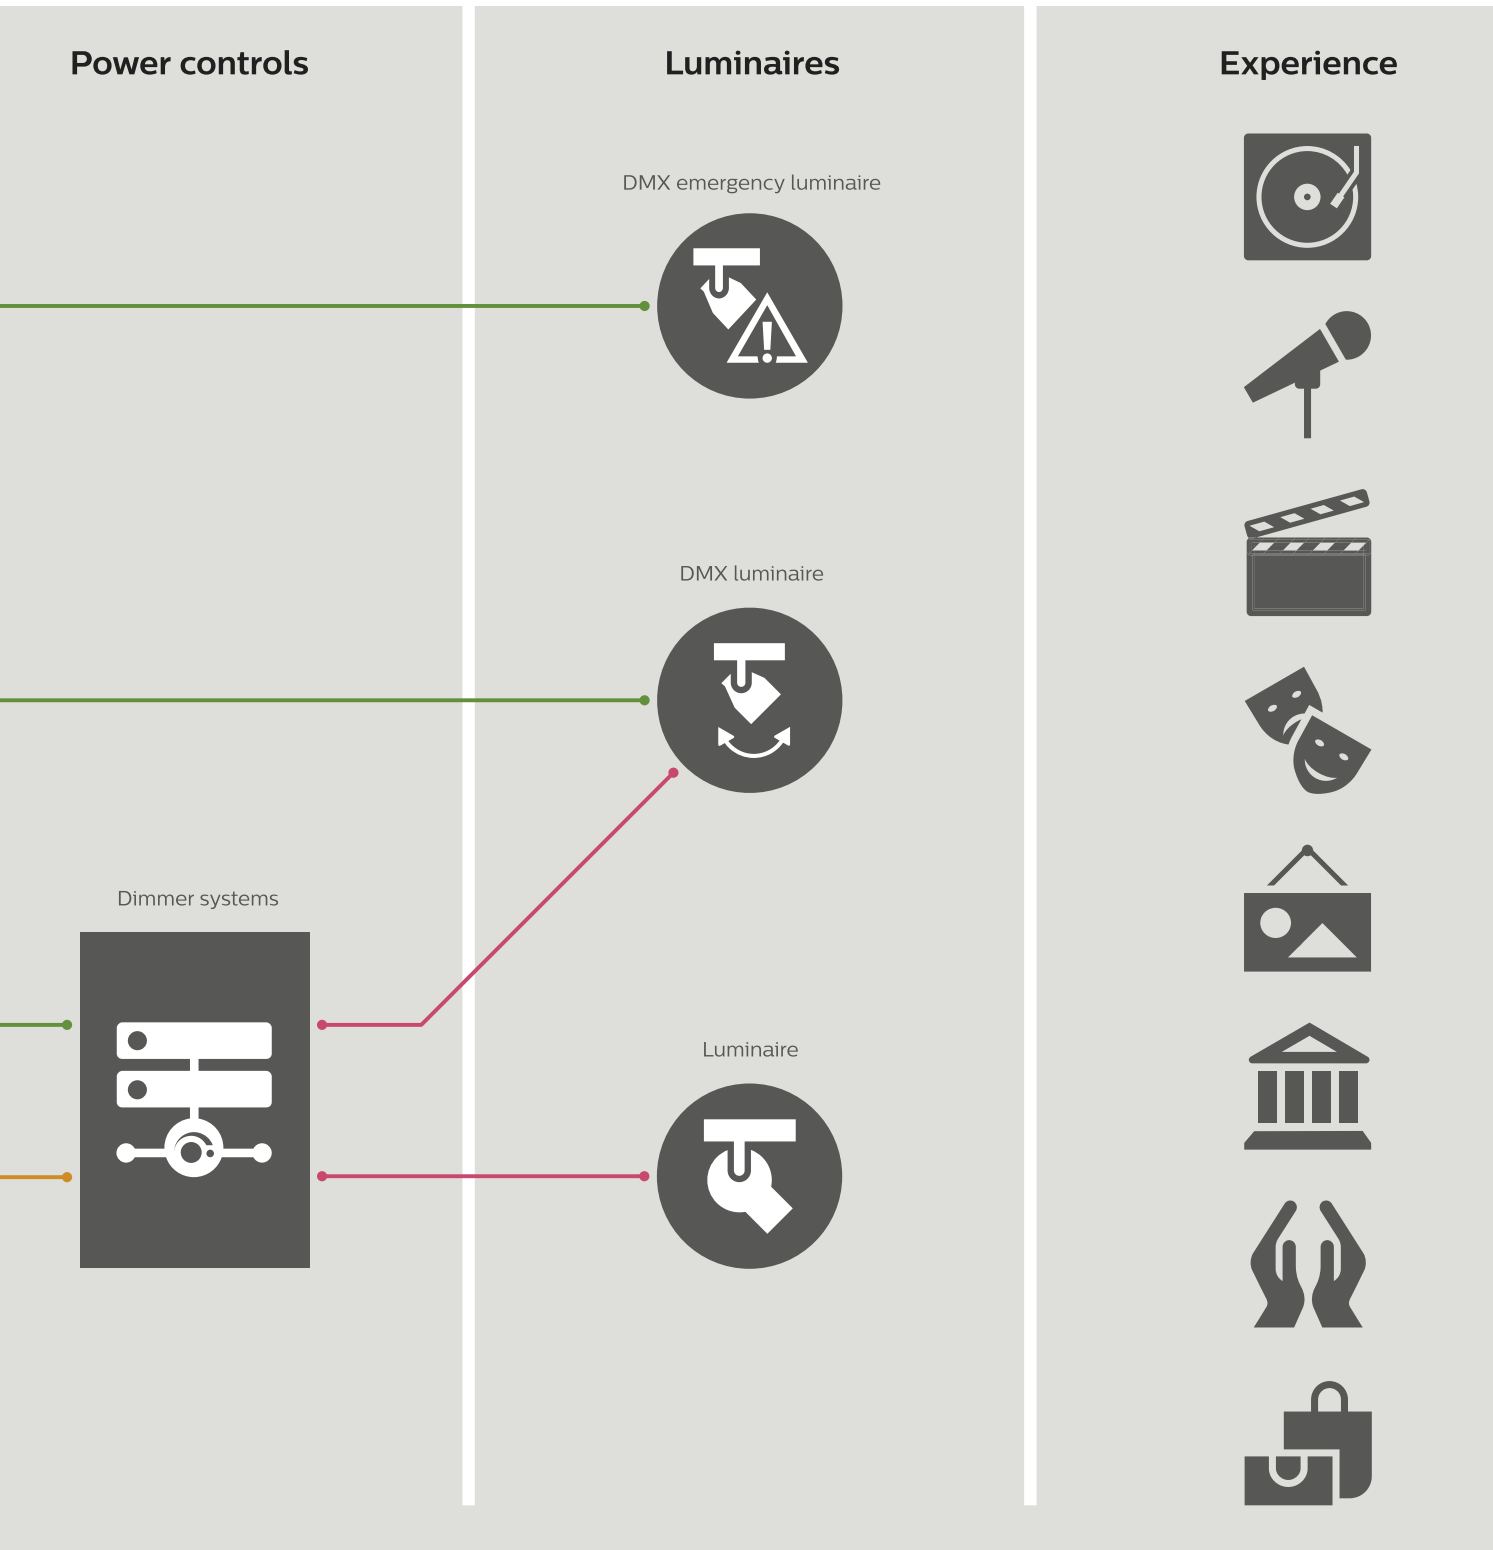 Power controls
Luminaires
Experience
DMX emergency luminaire
DMX luminaire
Dimmer systems
Luminaire